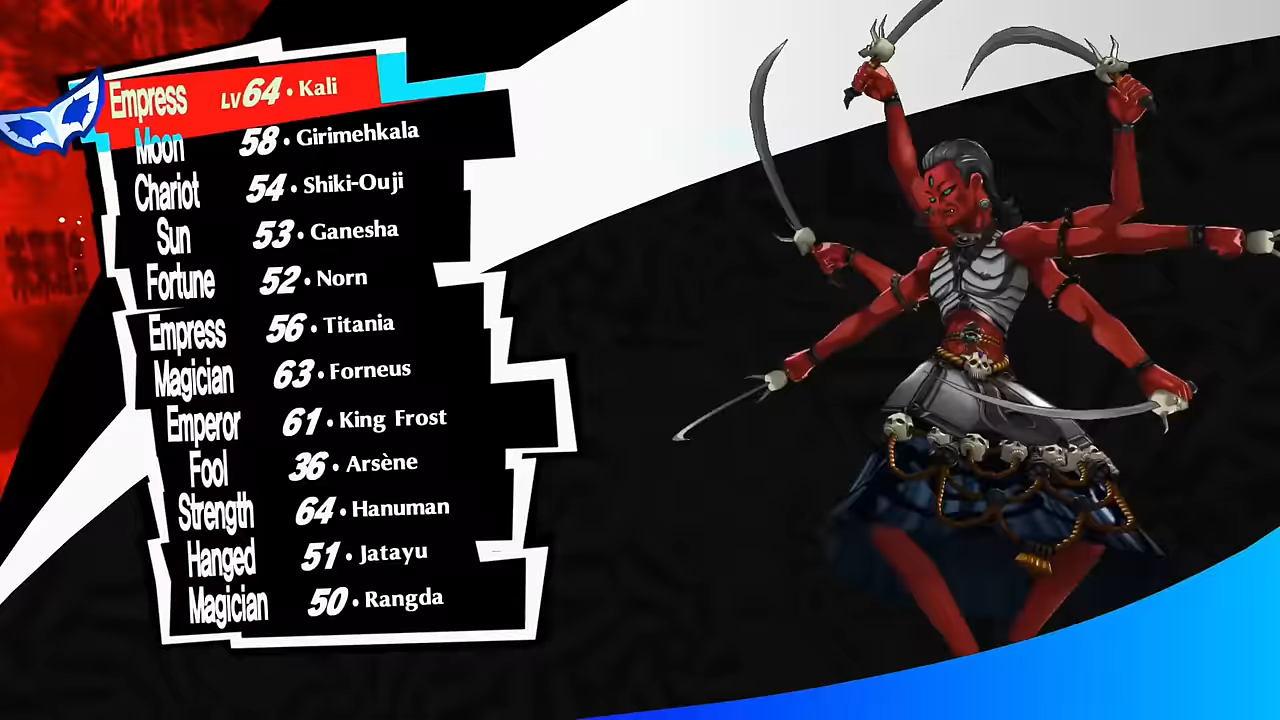 Empress Lv64 • Kali
Moon 58 • Girimehkala
Chariot 54 • Shiki-Ouji
Sun 53 • Ganesha
Fortune 52 • Norn
Empress 56 • Titania
Magician 63 • Forneus
Emperor 61 • King Frost
Fool 36 • Arsène
Strength 64 • Hanuman
Hanged 51 • Jatayu
Magician 50 • Rangda